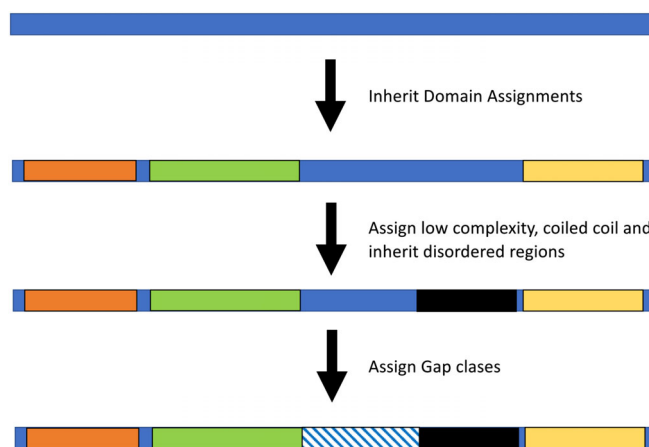 Inherit Domain Assignments
Assign low complexity, coiled coil and
inherit disordered regions
Assign Gap clases